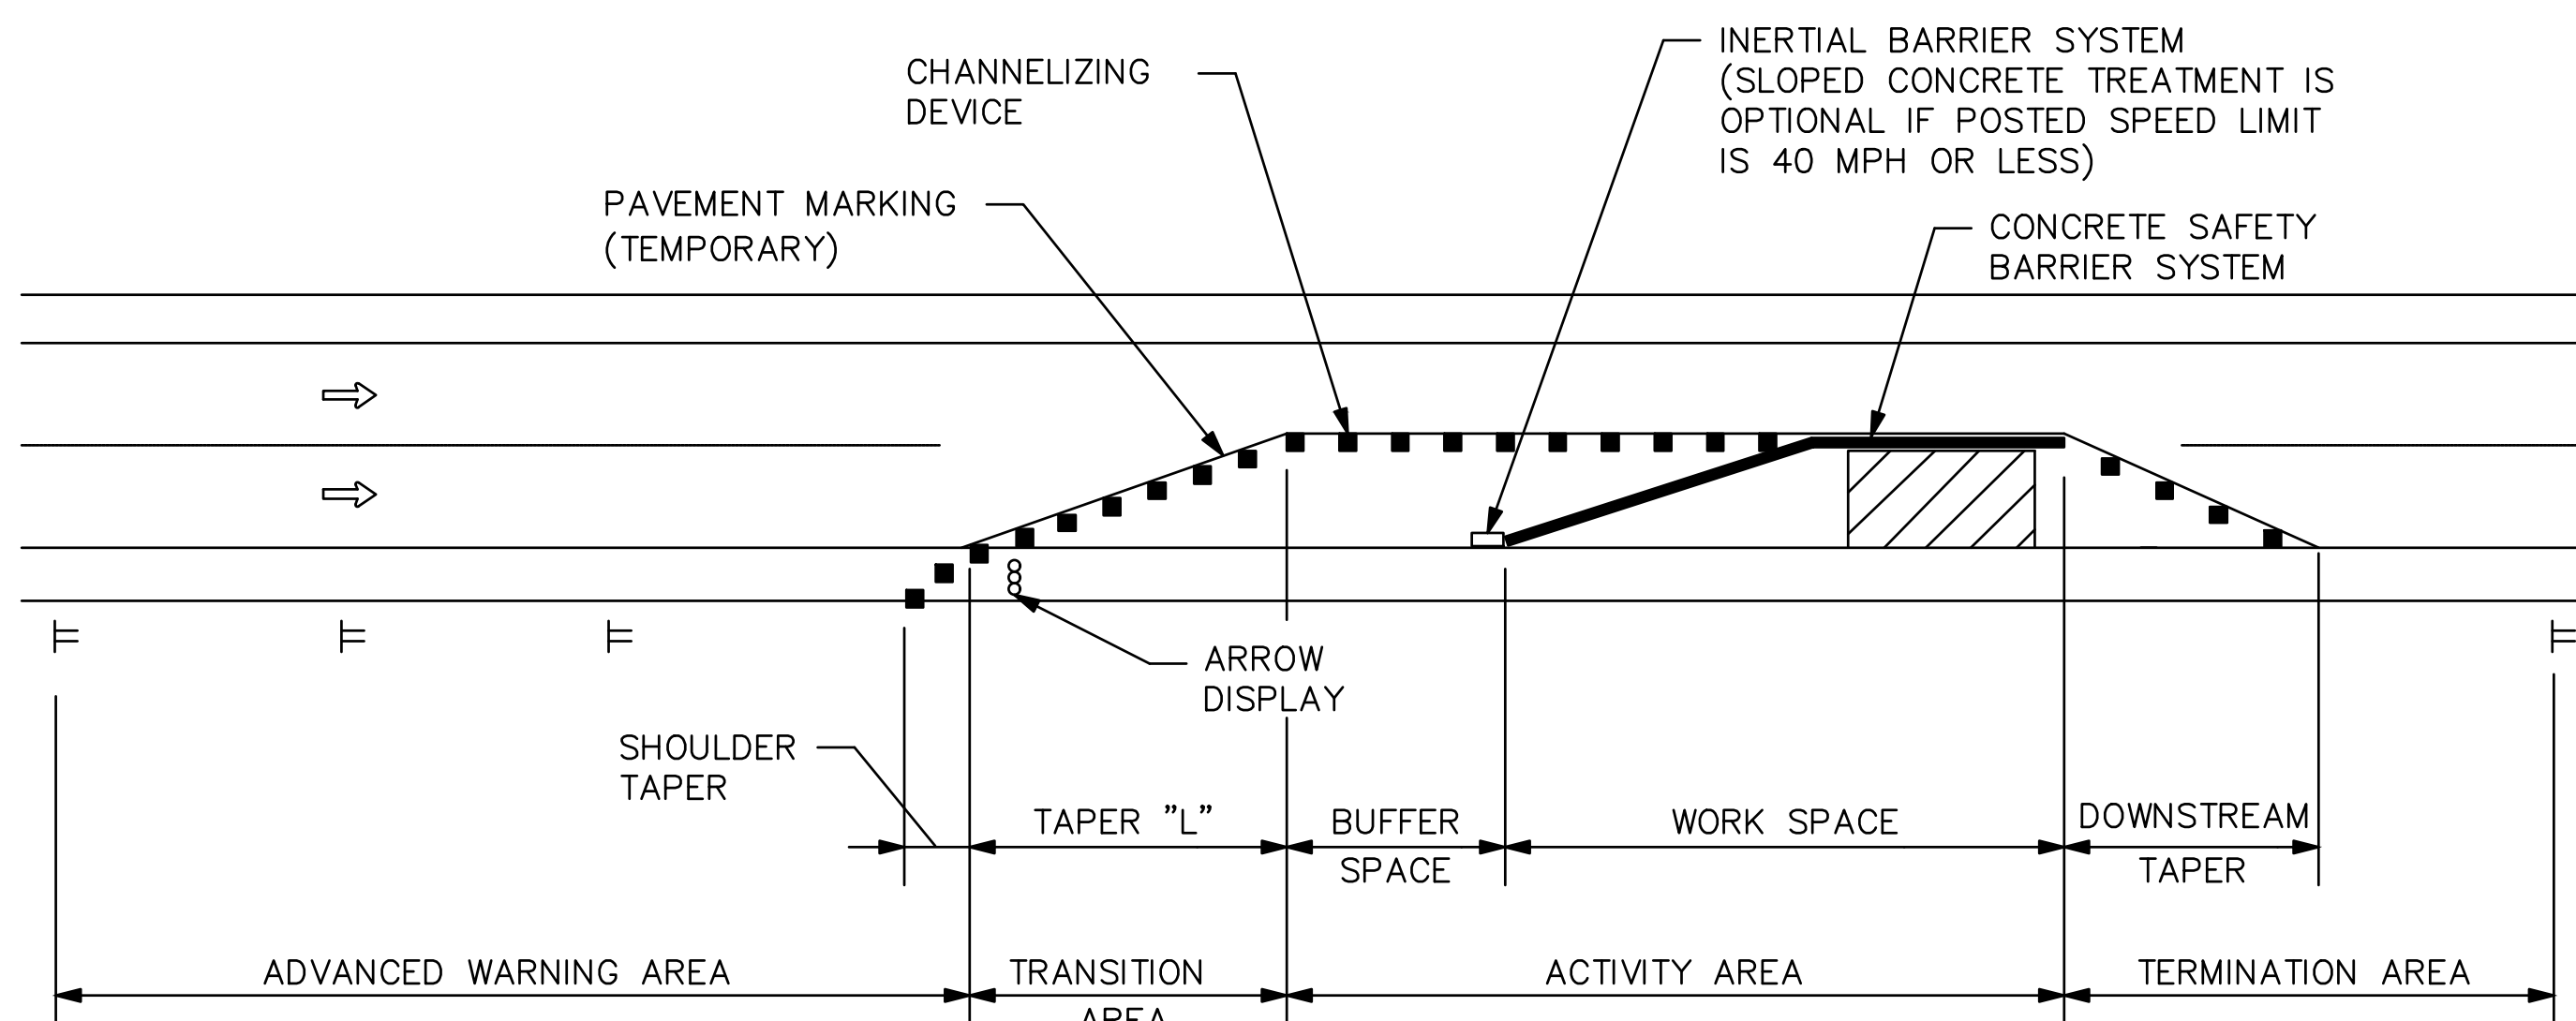 INERTIAL BARRIER SYSTEM
(SLOPED CONCRETE TREATMENT IS
OPTIONAL IF POSTED SPEED LIMIT
IS 40 MPH OR LESS)
CHANNELIZING
DEVICE
PAVEMENT MARKING
(TEMPORARY)
CONCRETE SAFETY
BARRIER SYSTEM
ARROW
DISPLAY
SHOULDER
TAPER
TAPER "L"
BUFFER
SPACE
WORK SPACE
DOWNSTREAM
TAPER
ADVANCED WARNING AREA
TRANSITION
AREA
ACTIVITY AREA
TERMINATION AREA